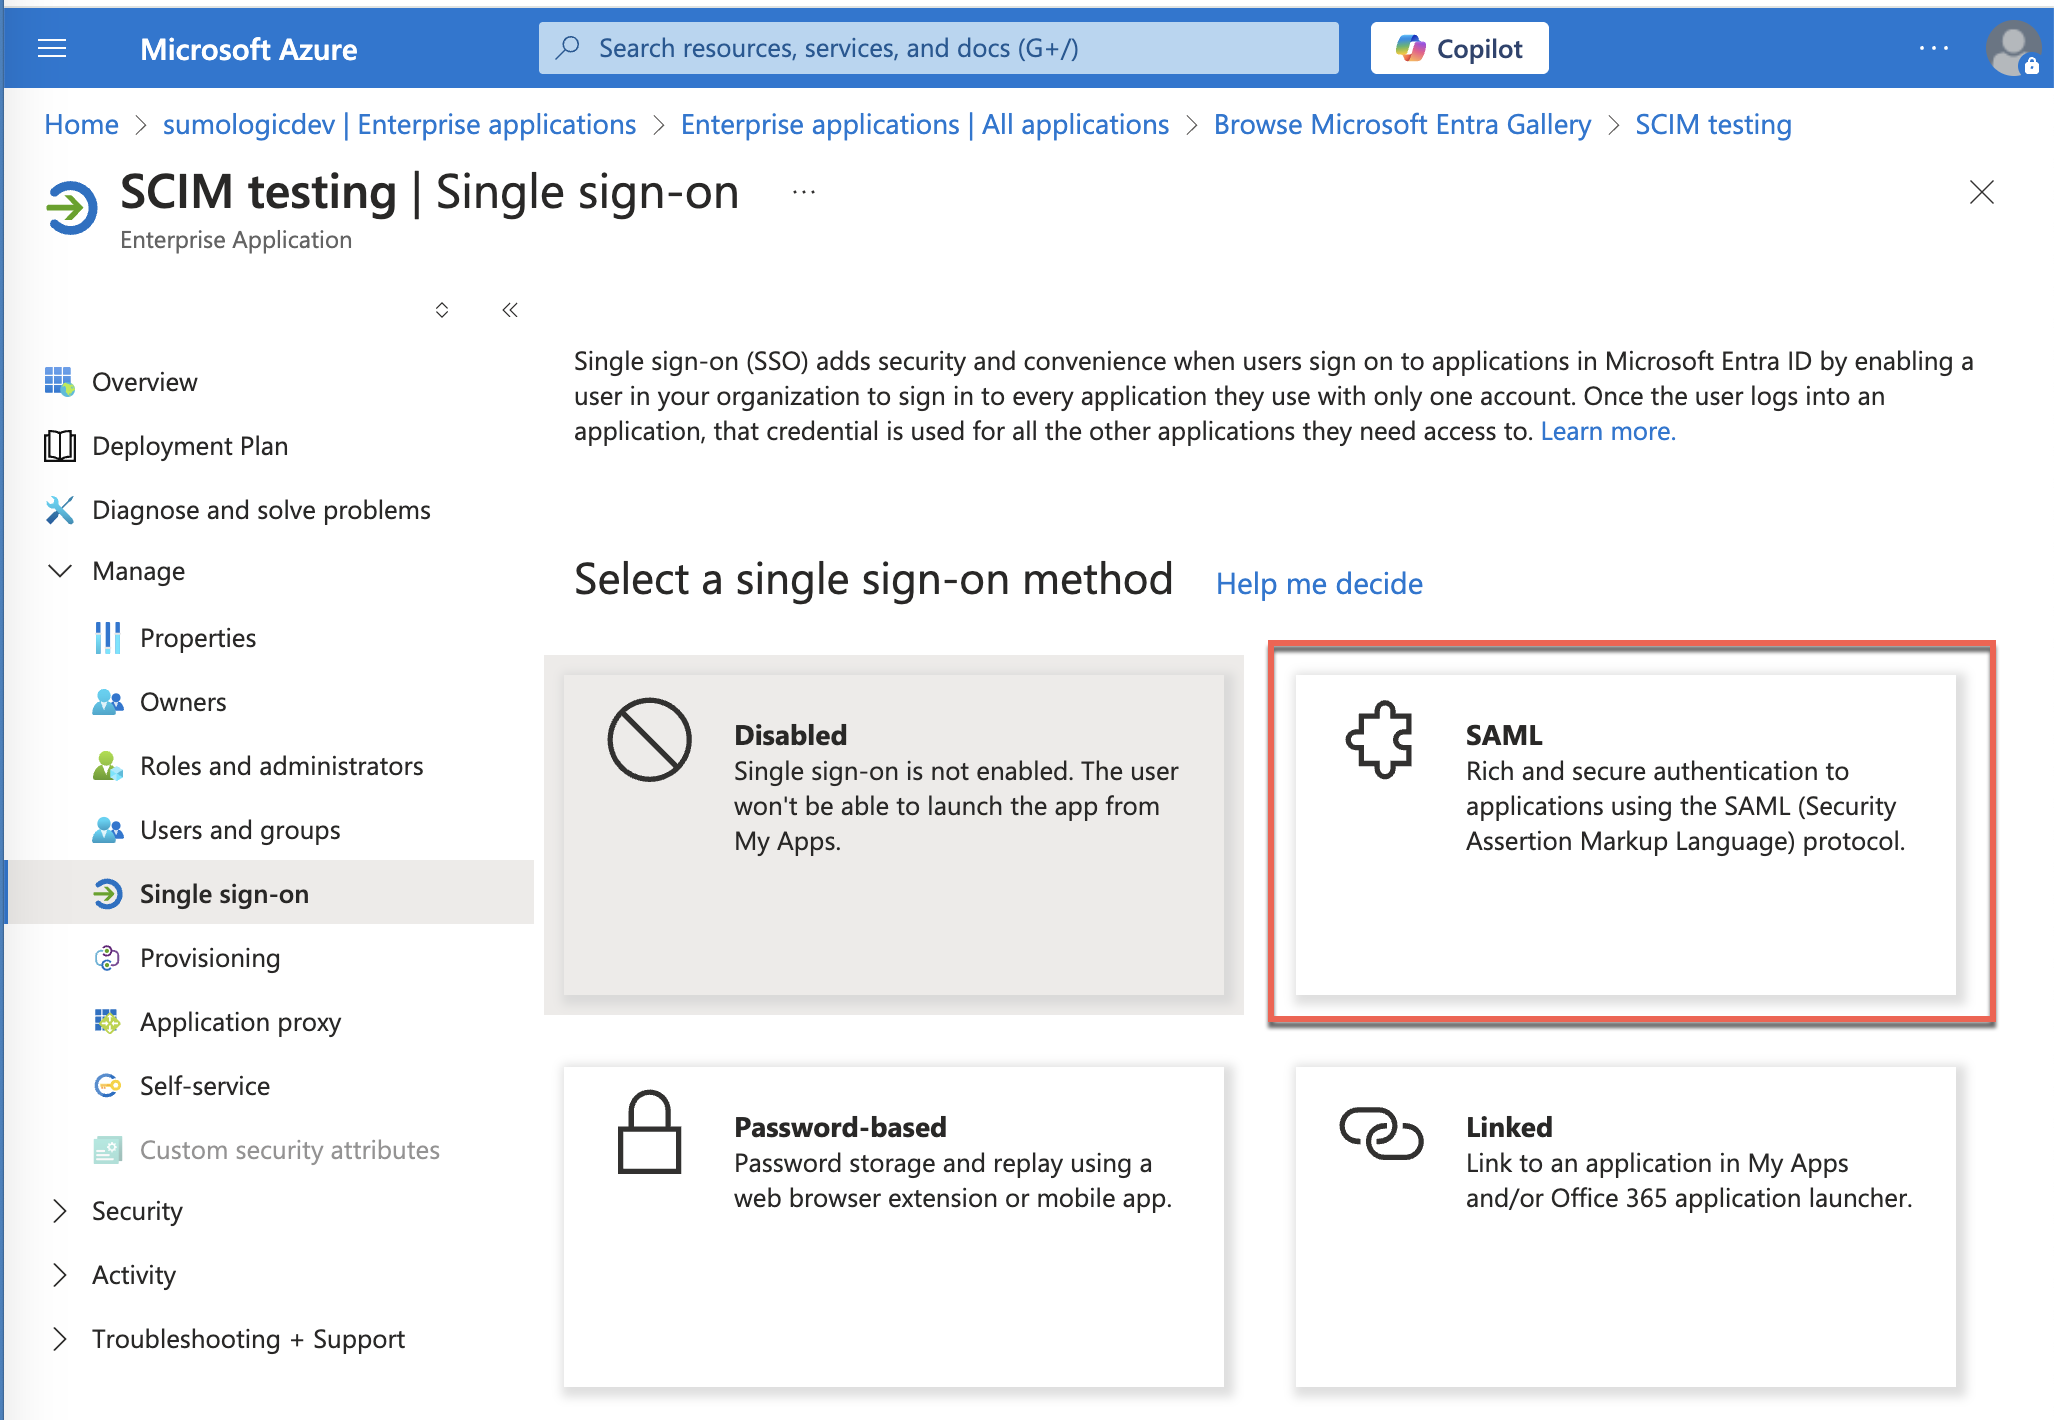 Microsoft Azure
Search resources, services, and docs (G+/)
Copilot
Home > sumologicdev | Enterprise applications > Enterprise applications | All applications > Browse Microsoft Entra Gallery > SCIM testing
SCIM testing | Single sign-on ...
Enterprise Application
Overview
Deployment Plan
Diagnose and solve problems
Manage
Properties
Owners
Roles and administrators
Users and groups
Single sign-on
Provisioning
Application proxy
Self-service
Custom security attributes
Security
Activity
Troubleshooting + Support
Single sign-on (SSO) adds security and convenience when users sign on to applications in Microsoft Entra ID by enabling a
user in your organization to sign in to every application they use with only one account. Once the user logs into an
application, that credential is used for all the other applications they need access to. Learn more.
Select a single sign-on method Help me decide
Disabled
Single sign-on is not enabled. The user
won't be able to launch the app from
My Apps.
SAML
Rich and secure authentication to
applications using the SAML (Security
Assertion Markup Language) protocol.
Password-based
Password storage and replay using a
web browser extension or mobile app.
Linked
Link to an application in My Apps
and/or Office 365 application launcher.